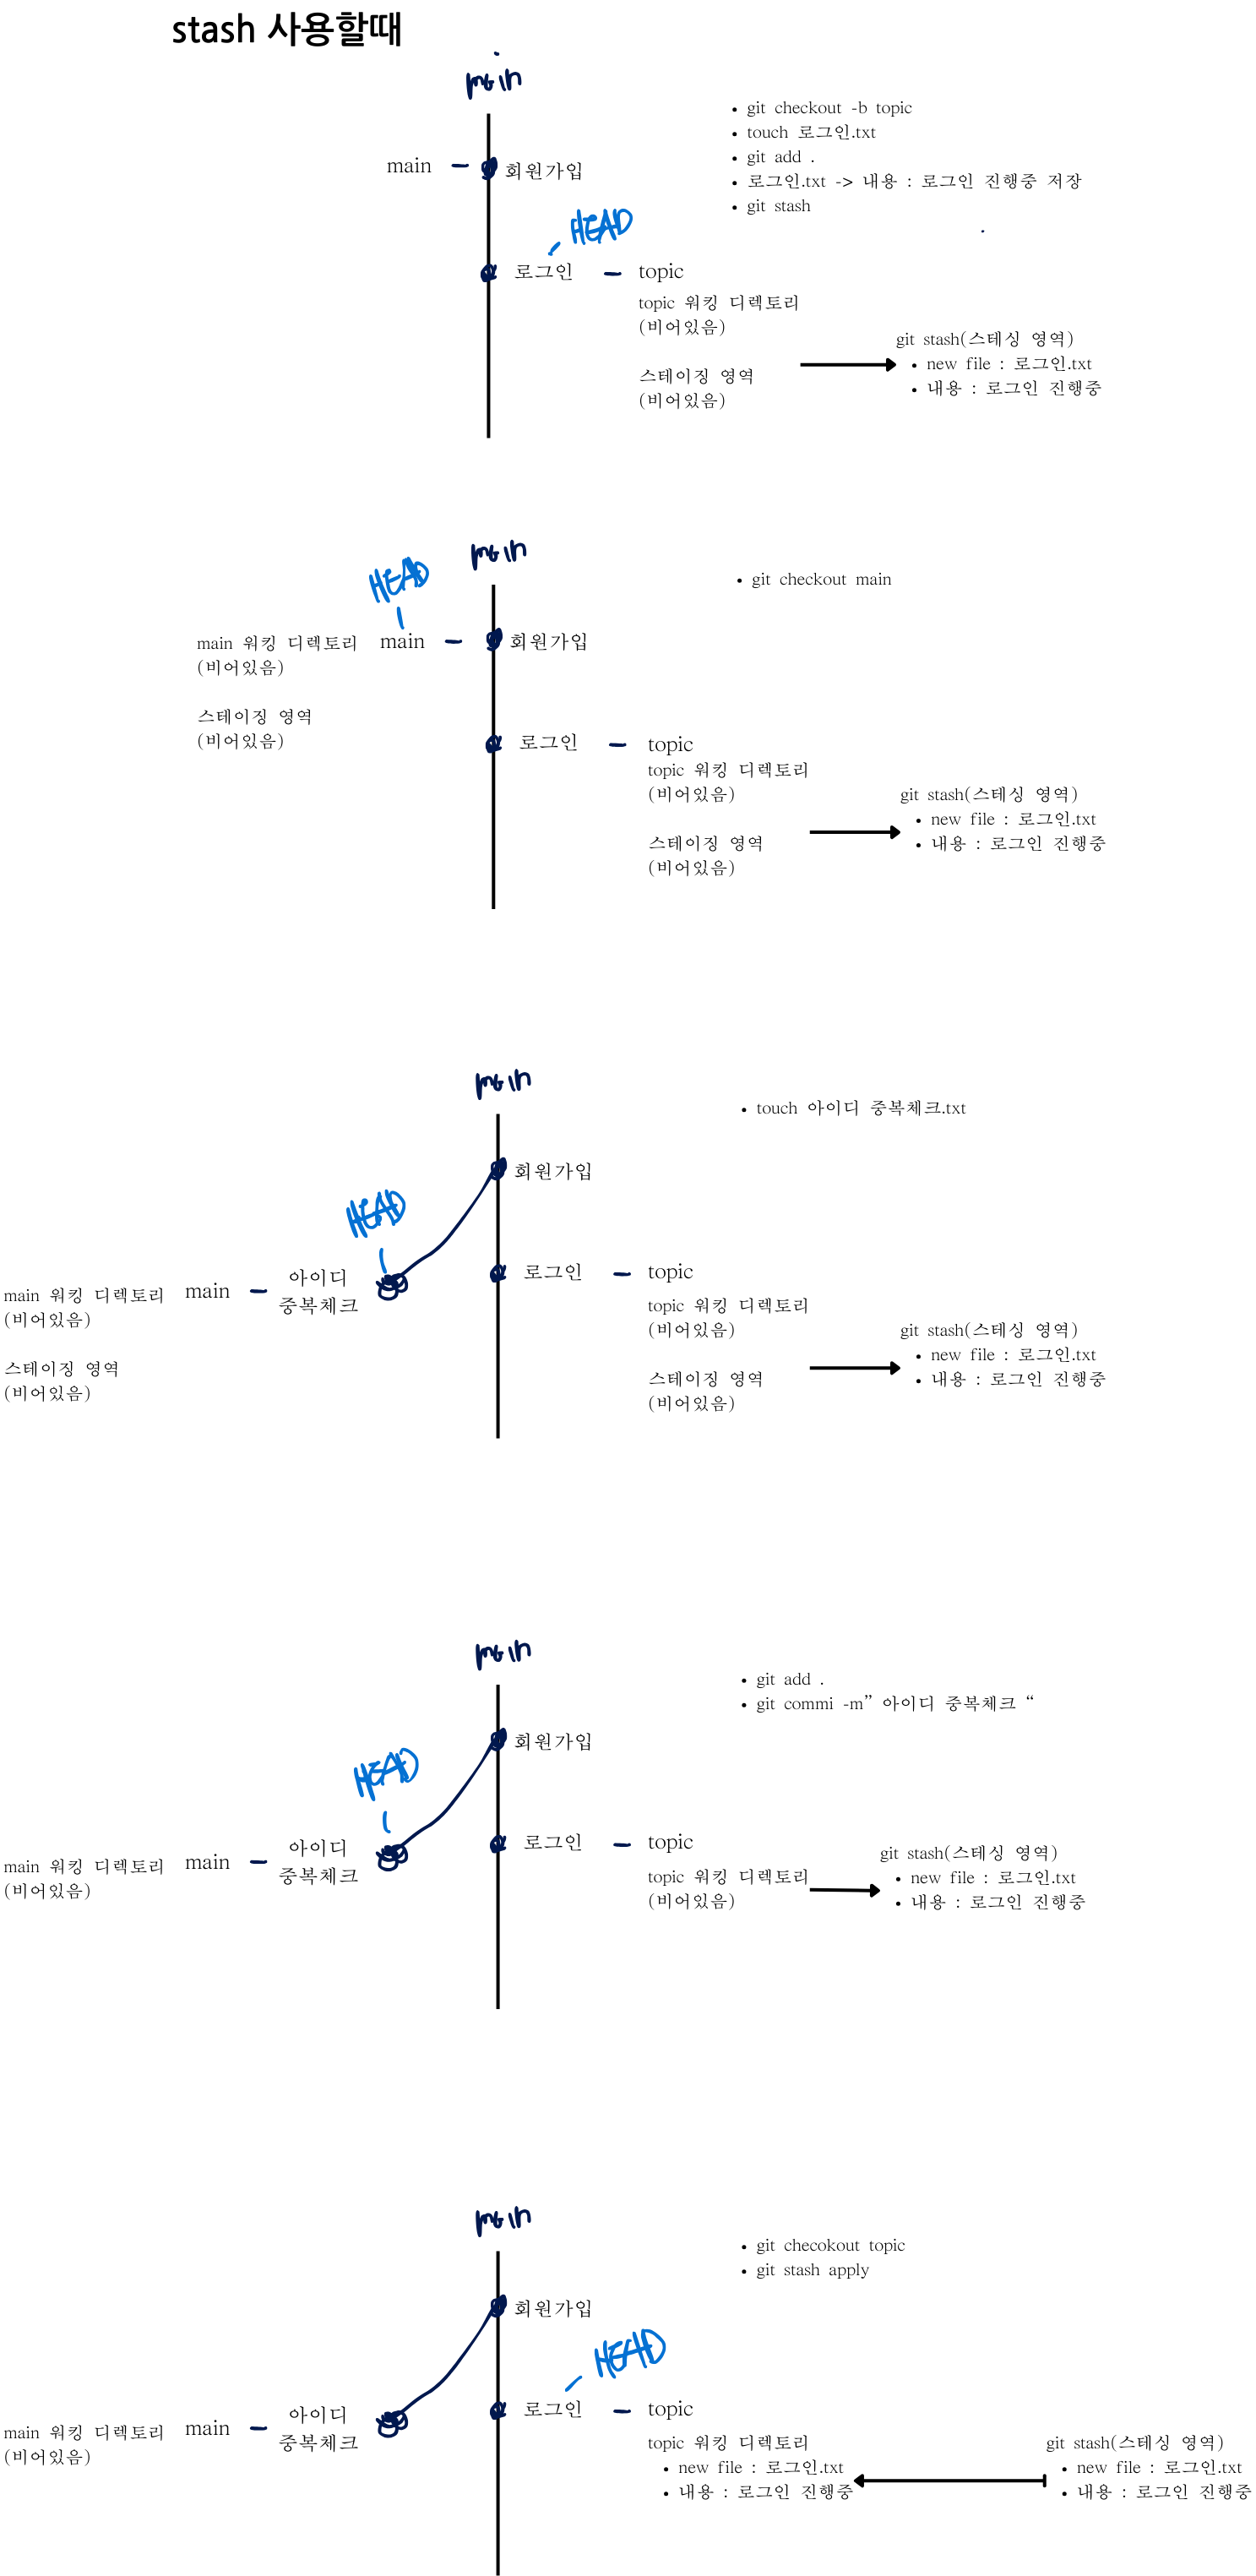 stash 사용할때
main
• git checkout -b topic
• touch 로그인.txt
• git add .
• 로그인.txt -> 내용 : 로그인 진행중 저장
• git stash
main
회원가입
HEAD
로그인
topic
topic 워킹 디렉토리
(비어있음)
스테이징 영역
(비어있음)
git stash(스테싱 영역)
• new file : 로그인.txt
• 내용 : 로그인 진행중
main
• git checkout main
HEAD
main 워킹 디렉토리
(비어있음)
스테이징 영역
(비어있음)
main
회원가입
로그인
topic
topic 워킹 디렉토리
(비어있음)
스테이징 영역
(비어있음)
git stash(스테싱 영역)
• new file : 로그인.txt
• 내용 : 로그인 진행중
main
• touch 아이디 중복체크.txt
회원가입
HEAD
main 워킹 디렉토리
(비어있음)
스테이징 영역
(비어있음)
main
아이디
중복체크
로그인
topic
topic 워킹 디렉토리
(비어있음)
스테이징 영역
(비어있음)
git stash(스테싱 영역)
• new file : 로그인.txt
• 내용 : 로그인 진행중
main
• git add .
• git commi -m” 아이디 중복체크 “
회원가입
HEAD
main 워킹 디렉토리
(비어있음)
main
아이디
중복체크
로그인
topic
topic 워킹 디렉토리
(비어있음)
git stash(스테싱 영역)
• new file : 로그인.txt
• 내용 : 로그인 진행중
main
• git checokout topic
• git stash apply
회원가입
HEAD
main 워킹 디렉토리
(비어있음)
main
아이디
중복체크
로그인
topic
topic 워킹 디렉토리
• new file : 로그인.txt
• 내용 : 로그인 진행중
git stash(스테싱 영역)
• new file : 로그인.txt
• 내용 : 로그인 진행중